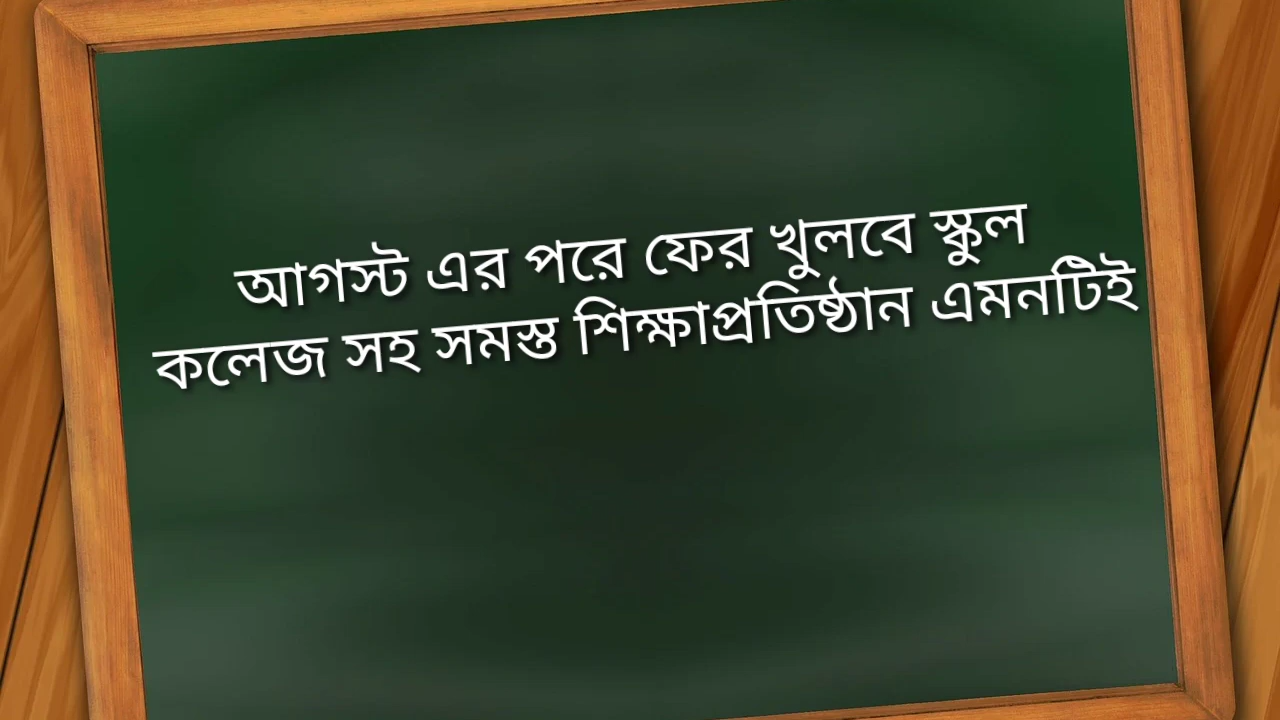 আগস্ট এর পরে ফের খুলবে স্কুল
কলেজ সহ সমস্ত শিক্ষাপ্রতিষ্ঠান এমনটিই